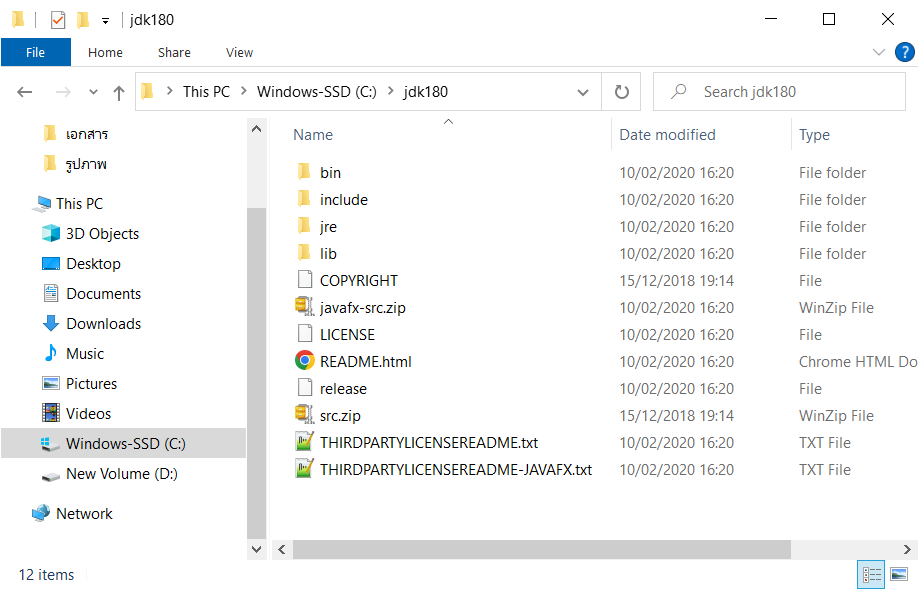 jdk180
File Home Share View
This PC Windows-SSD (C:) jdk180 Search jdk180
เอกสาร
รูปภาพ
This PC
3D Objects
Desktop
Documents
Downloads
Music
Pictures
Videos
Windows-SSD (C:)
New Volume (D:)
Network
Name Date modified Type
bin 10/02/2020 16:20 File folder
include 10/02/2020 16:20 File folder
jre 10/02/2020 16:20 File folder
lib 10/02/2020 16:20 File folder
COPYRIGHT 15/12/2018 19:14 File
javafx-src.zip 10/02/2020 16:20 WinZip File
LICENSE 10/02/2020 16:20 File
README.html 10/02/2020 16:20 Chrome HTML Do
release 10/02/2020 16:20 File
src.zip 15/12/2018 19:14 WinZip File
THIRDPARTYLICENSEREADME.txt 10/02/2020 16:20 TXT File
THIRDPARTYLICENSEREADME-JAVAFX.txt 10/02/2020 16:20 TXT File
12 items